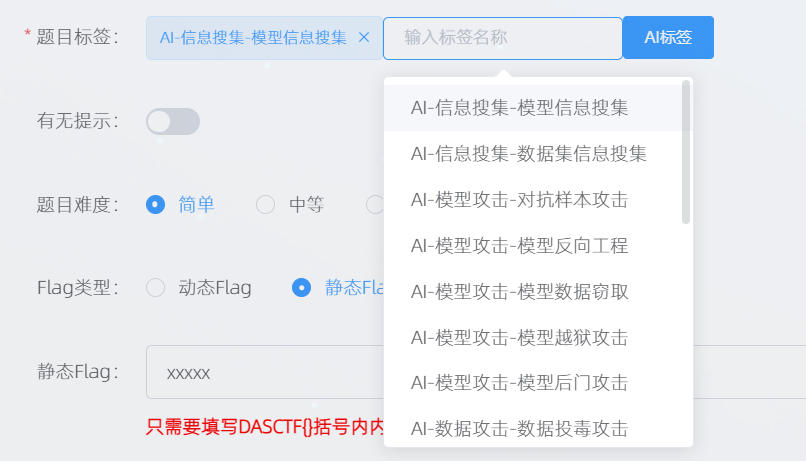 * 题目标签： AI-信息搜集-模型信息搜集 × 输入标签名称 AI标签
AI-信息搜集-模型信息搜集
有无提示：
AI-信息搜集-数据集信息搜集
AI-模型攻击-对抗样本攻击
题目难度： 简单 中等
AI-模型攻击-模型反向工程
Flag类型： 动态Flag 静态Fla
AI-模型攻击-模型数据窃取
AI-模型攻击-模型越狱攻击
静态Flag： xxxxx
AI-模型攻击-模型后门攻击
只需要填写DASCTF{}括号内内
AI-数据攻击-数据投毒攻击